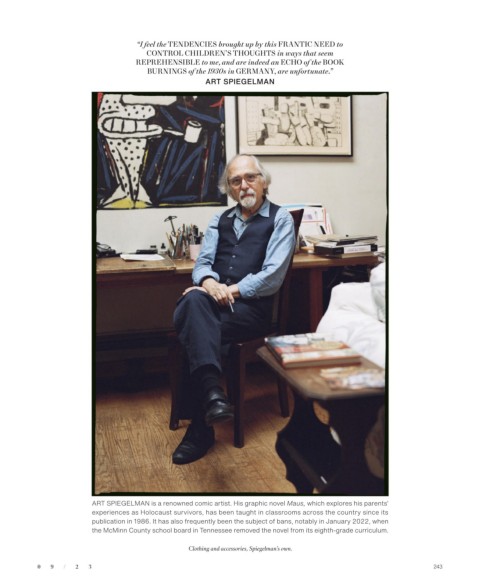 “I feel the TENDENCIES brought up by this FRANTIC NEED to
CONTROL CHILDREN’S THOUGHTS in ways that seem
REPREHENSIBLE to me, and are indeed an ECHO of the BOOK
BURNINGS of the 1930s in GERMANY, are unfortunate.”
ART SPIEGELMAN
ART SPIEGELMAN is a renowned comic artist. His graphic novel Maus, which explores his parents’
experiences as Holocaust survivors, has been taught in classrooms across the country since its
publication in 1986. It has also frequently been the subject of bans, notably in January 2022, when
the McMinn County school board in Tennessee removed the novel from its eighth-grade curriculum.
Clothing and accessories, Spiegelman’s own.
09/23
243